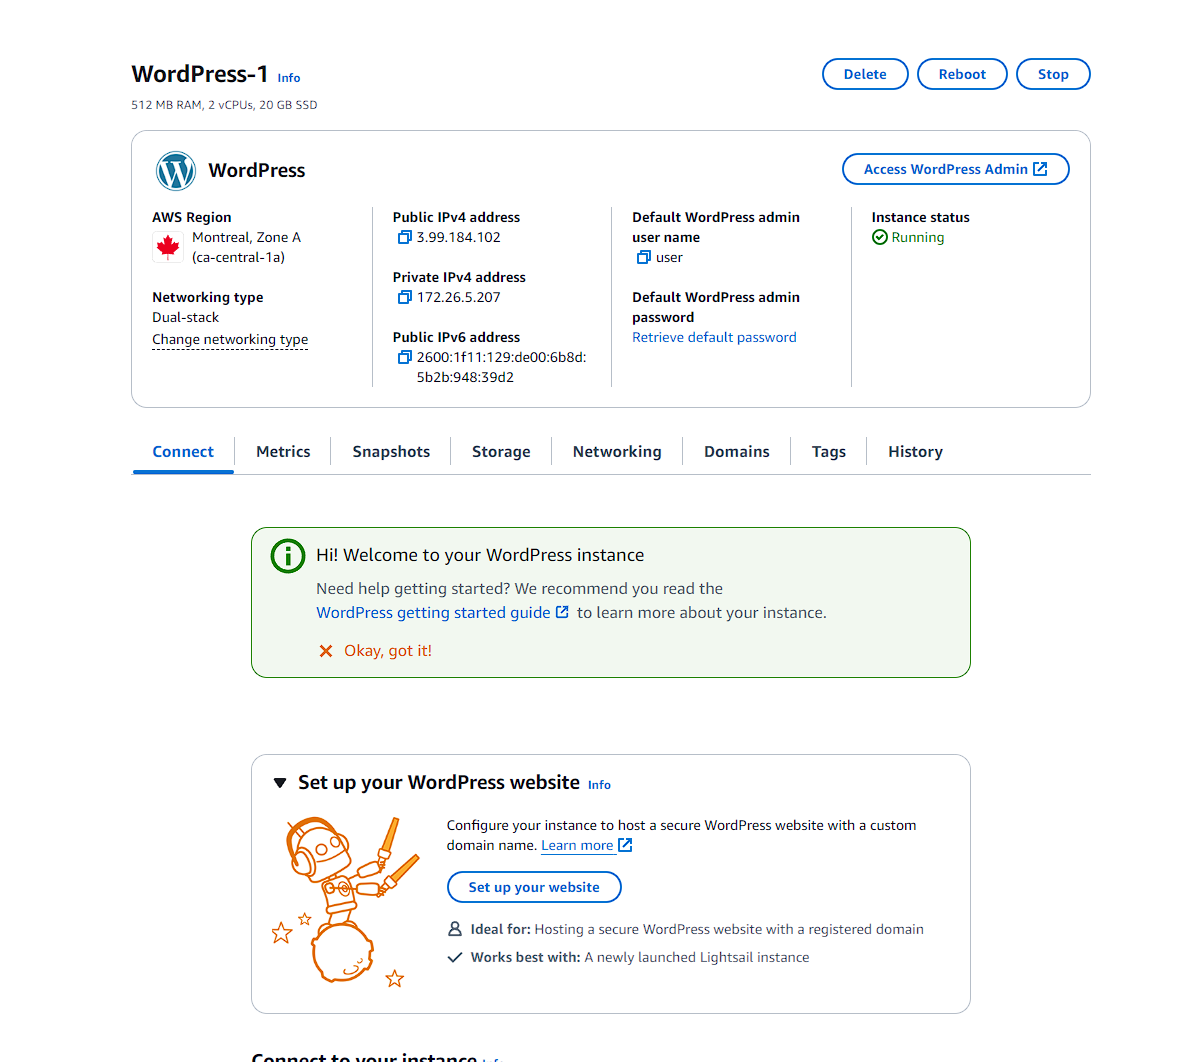 WordPress-1 Info
Delete
Reboot
Stop
512 MB RAM, 2 vCPUs, 20 GB SSD
WordPress
Access WordPress Admin
AWS Region
Montreal, Zone A
(ca-central-1a)
Networking type
Dual-stack
Change networking type
Public IPv4 address
3.99.184.102
Private IPv4 address
172.26.5.207
Public IPv6 address
2600:1f11:129:de00:6b8d:
5b2b:948:39d2
Default WordPress admin
user name
user
Default WordPress admin
password
Retrieve default password
Instance status
Running
Connect
Metrics
Snapshots
Storage
Networking
Domains
Tags
History
Hi! Welcome to your WordPress instance
Need help getting started? We recommend you read the
WordPress getting started guide to learn more about your instance.
Okay, got it!
Set up your WordPress website Info
Configure your instance to host a secure WordPress website with a custom
domain name. Learn more
Set up your website
Ideal for: Hosting a secure WordPress website with a registered domain
Works best with: A newly launched Lightsail instance
Connect to your instance Info